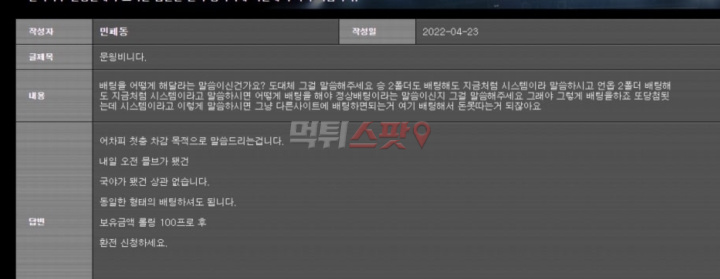 작성자
먼쎄동
작성일
2022-04-23
글제목
문읭비니다.
내용
배팅을 어떻게 해달라는 말씀이신건가요? 도대체 그걸 말씀해주세요 승 2폴더도 배팅해도 지금처럼 시스템이라 말씀하시고 언옵 2폴더 배팅해
도 지금처럼 시스템이라고 말씀하시면 어떻게 배팅을 해야 정상배팅이라는 말씀이신지 그걸 말씀해주세요 그래야 그렇게 배팅을하죠 또담첨됫
는데 시스템이라고 이렇게 말씀하시면 그냥 다른사이트에 배팅하면되는거 여기 배팅해서 돈못따는거 되잖아요
먹튀스팟
어차피 첫충 차감 목적으로 말씀드리는겁니다.
내일 오전 믈브가 됐건
국야가 됐건 상관 없습니다.
동일한 형태의 배팅하셔도 됩니다.
답변
보유금액 롤링 100프로 후
환전 신청하세요.